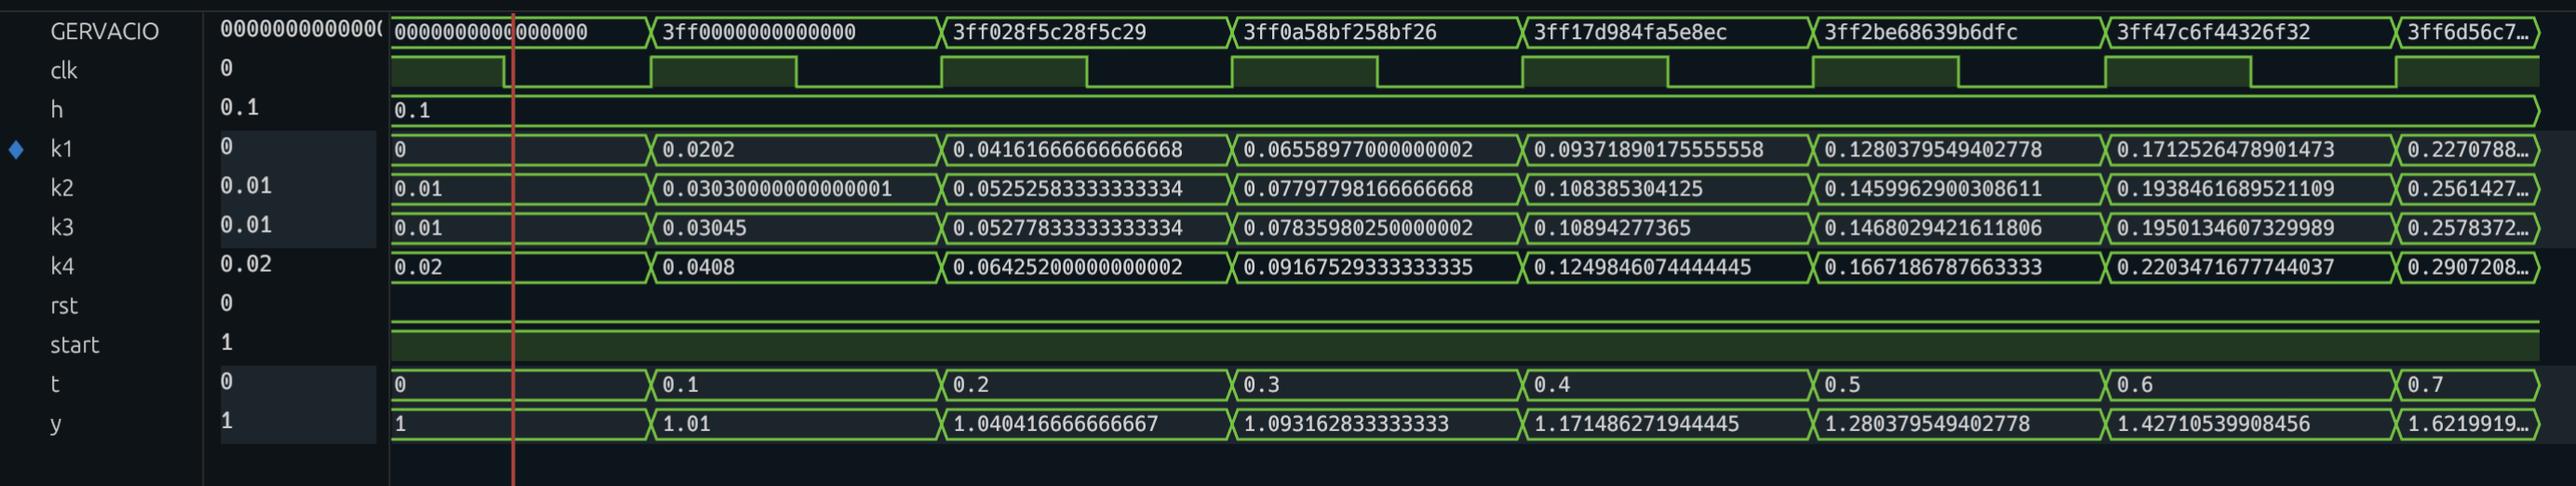 GERVACIO 0000000000000( 0000000000000000 3ff0000000000000 3ff028f5c28f5c29 3ff0a58bf258bf26 3ff17d984fa5e8ec 3ff2be68639b6dfc 3ff47c6f44326f32 3ff6d56c7…
clk 0
h 0.1 0.1
k1 0 0 0.0202 0.04161666666666668 0.06558977000000002 0.09371890175555558 0.1280379549402778 0.1712526478901473 0.2270788…
k2 0.01 0.01 0.03030000000000001 0.05252583333333334 0.07797798166666668 0.108385304125 0.1459962900308611 0.1938461689521109 0.2561427…
k3 0.01 0.01 0.03045 0.05277833333333334 0.07835980250000002 0.10894277365 0.1468029421611806 0.1950134607329989 0.2578372…
k4 0.02 0.02 0.0408 0.06425200000000002 0.09167529333333335 0.1249846074444445 0.1667186787663333 0.2203471677744037 0.2907208…
rst 0
start 1
t 0 0 0.1 0.2 0.3 0.4 0.5 0.6 0.7
y 1 1 1.01 1.040416666666667 1.093162833333333 1.171486271944445 1.280379549402778 1.42710539908456 1.6219919…